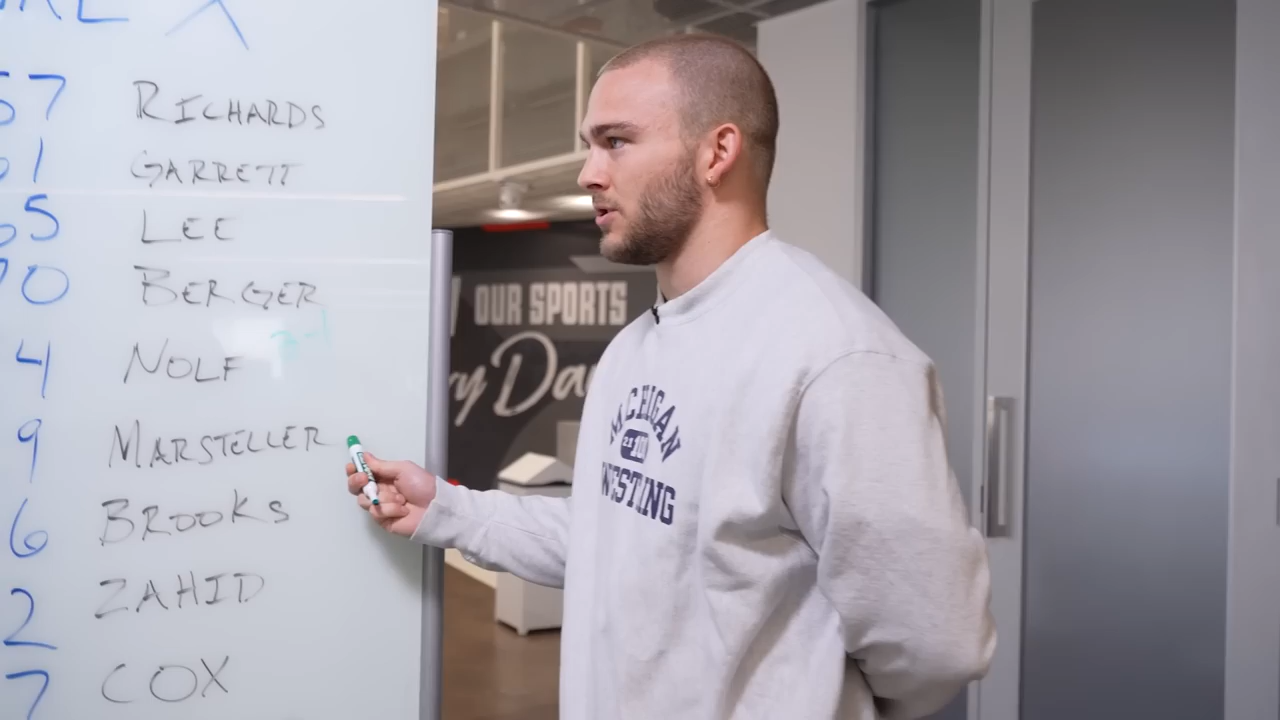 57 RICHARDS
61 GARRETT
65 LEE
70 BERGER
4 NOLF
9 MARSTELLER
6 BROOKS
2 ZAHID
7 COX
OUR SPORTS
MICHIGAN
WRESTLING